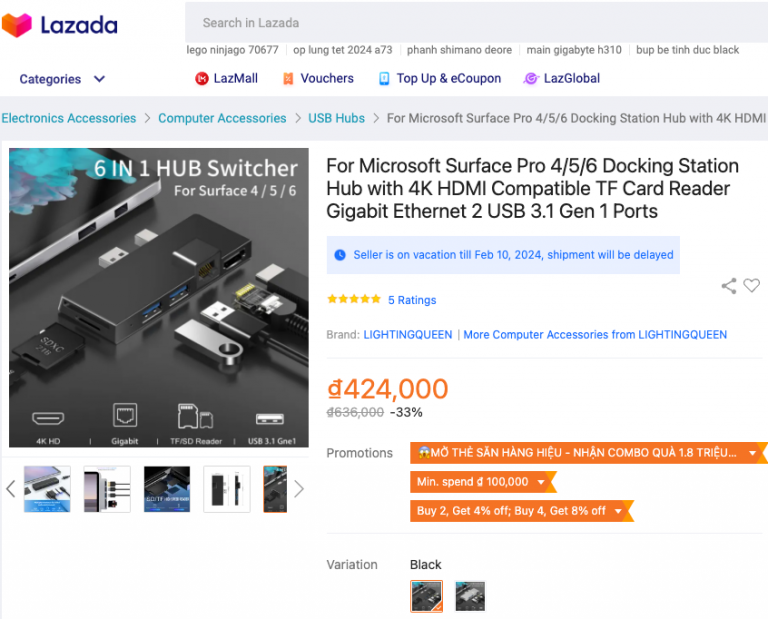 Lazada
Search in Lazada
lego ninjago 70677 op lung tet 2024 a73 phanh shimano deore main gigabyte h310 bup be tinh duc black
Categories LazMall Vouchers Top Up & eCoupon LazGlobal
Electronics Accessories > Computer Accessories > USB Hubs > For Microsoft Surface Pro 4/5/6 Docking Station Hub with 4K HDMI
6 IN 1 HUB Switcher
For Surface 4 / 5 / 6
SDXC
2TB
4K HD | Gigabit | TF/SD Reader | USB 3.1 Gne1
For Microsoft Surface Pro 4/5/6 Docking Station
Hub with 4K HDMI Compatible TF Card Reader
Gigabit Ethernet 2 USB 3.1 Gen 1 Ports
Seller is on vacation till Feb 10, 2024, shipment will be delayed
5 Ratings
Brand: LIGHTINGQUEEN | More Computer Accessories from LIGHTINGQUEEN
₫424,000
₫636,000 -33%
Promotions
😱MỞ THẺ SĂN HÀNG HIỆU - NHẬN COMBO QUÀ 1.8 TRIỆU...
Min. spend ₫ 100,000
Buy 2, Get 4% off; Buy 4, Get 8% off
Variation Black